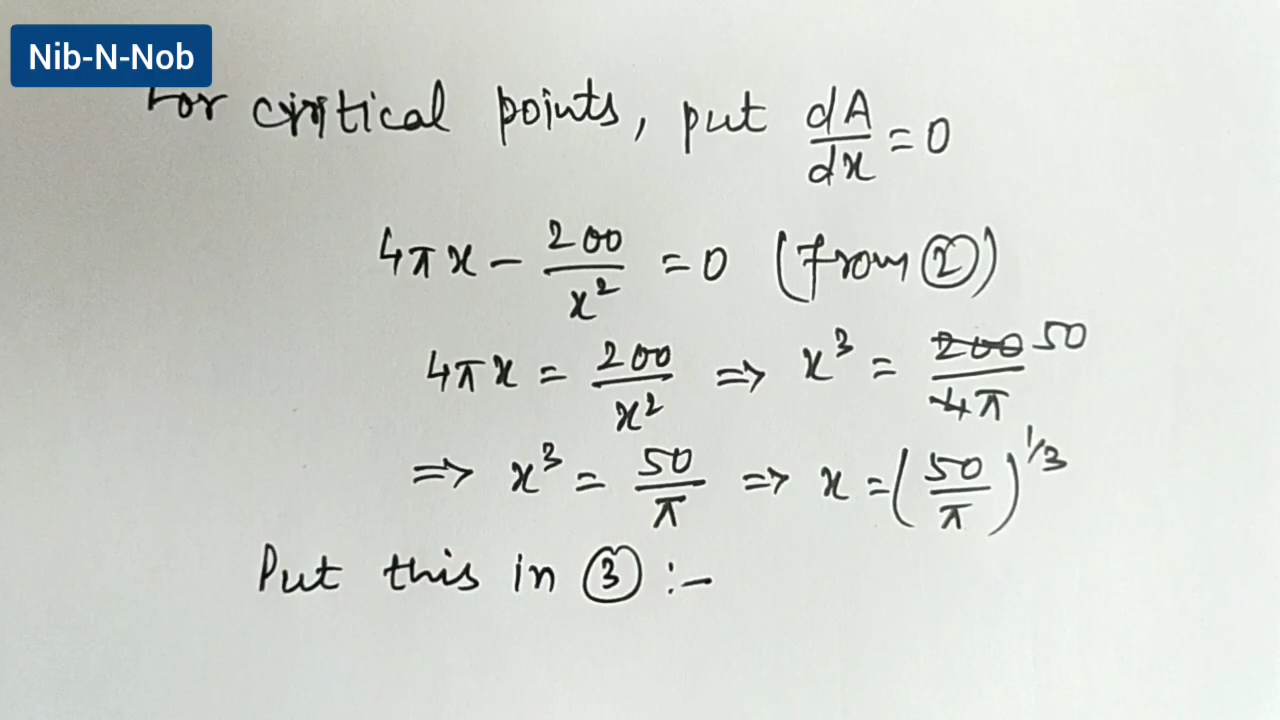 Nib-N-Nob
For critical points, put dA/dx = 0
4πx - 200/x² = 0 (From ②)
4πx = 200/x² => x³ = 200/4π 50
=> x³ = 50/π => x = (50/π)^1/3
Put this in ③ :-